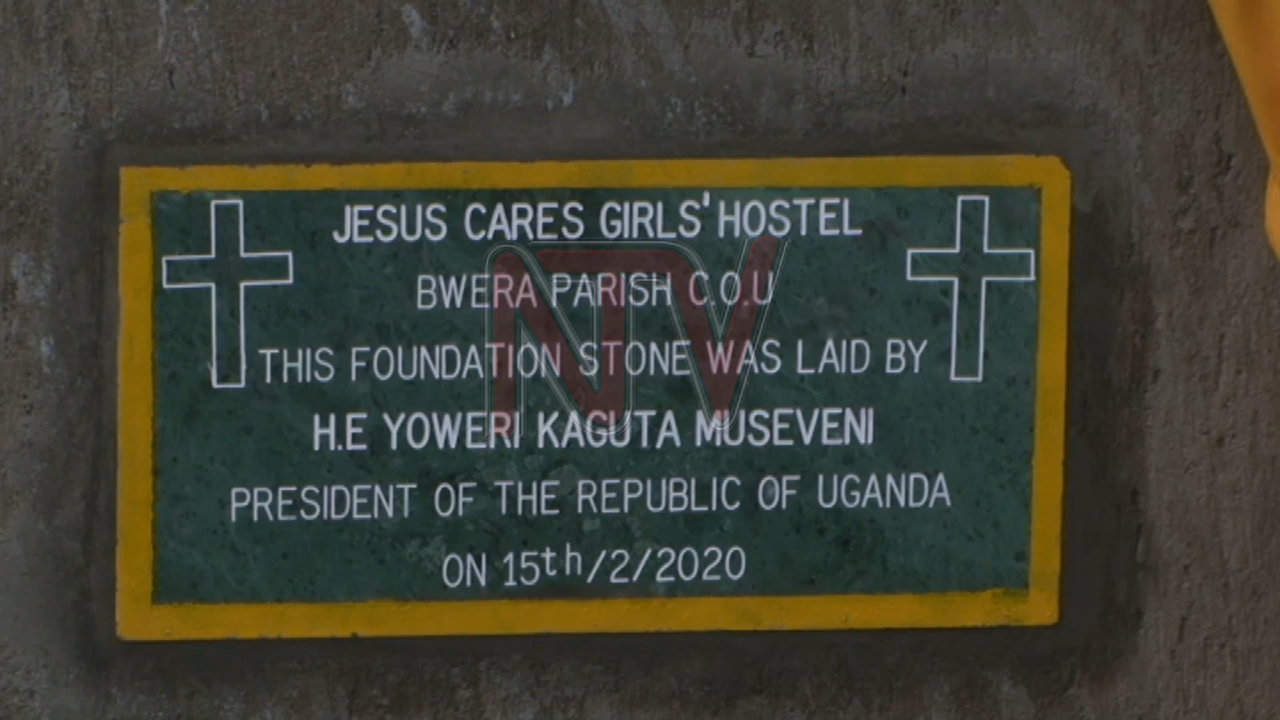 JESUS CARES GIRLS' HOSTEL
BWERA PARISH C.O.U
THIS FOUNDATION STONE WAS LAID BY
H.E YOWERI KAGUTA MUSEVENI
PRESIDENT OF THE REPUBLIC OF UGANDA
ON 15th/2/2020
NTV